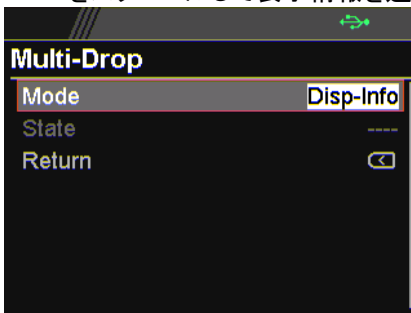 Multi-Drop
Mode Disp-Info
State ----
Return